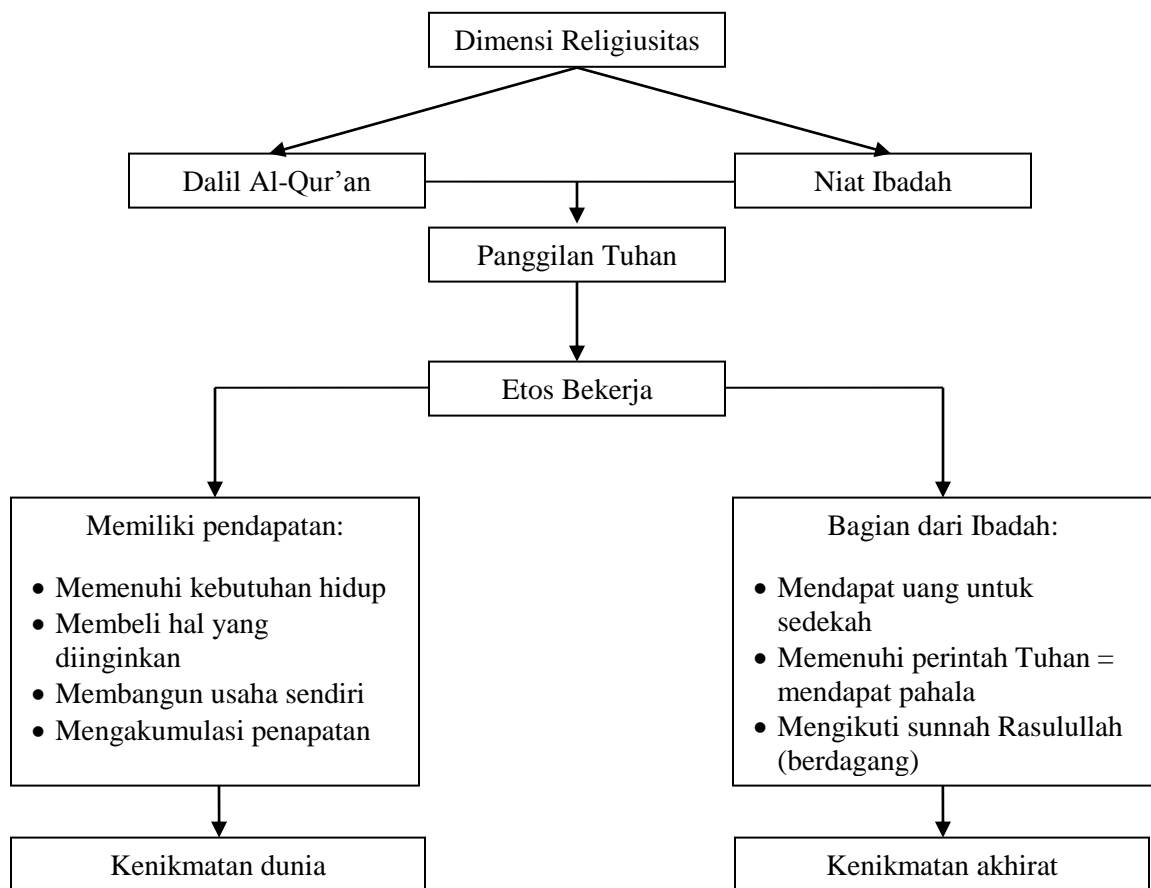 Dimensi Religiusitas
Dalil Al-Qur’an
Niat Ibadah
Panggilan Tuhan
Etos Bekerja
Memiliki pendapatan:
• Memenuhi kebutuhan hidup
• Membeli hal yang
diinginkan
• Membangun usaha sendiri
• Mengakumulasi penapatan
Bagian dari Ibadah:
• Mendapat uang untuk
sedekah
• Memenuhi perintah Tuhan =
mendapat pahala
• Mengikuti sunnah Rasulullah
(berdagang)
Kenikmatan dunia
Kenikmatan akhirat